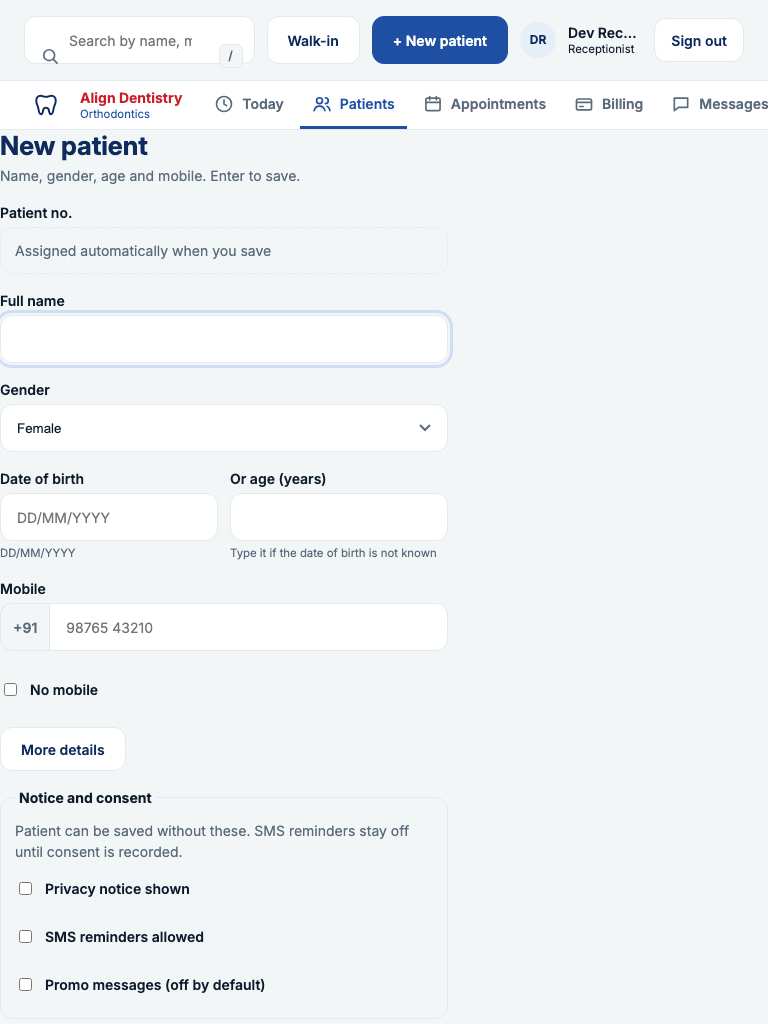 Search by name, m
/
Walk-in
+ New patient
DR
Dev Rec...
Receptionist
Sign out
Align Dentistry
Orthodontics
Today
Patients
Appointments
Billing
Messages
New patient
Name, gender, age and mobile. Enter to save.
Patient no.
Assigned automatically when you save
Full name
Gender
Female
Date of birth
Or age (years)
DD/MM/YYYY
DD/MM/YYYY
Type it if the date of birth is not known
Mobile
+91
98765 43210
No mobile
More details
Notice and consent
Patient can be saved without these. SMS reminders stay off
until consent is recorded.
Privacy notice shown
SMS reminders allowed
Promo messages (off by default)